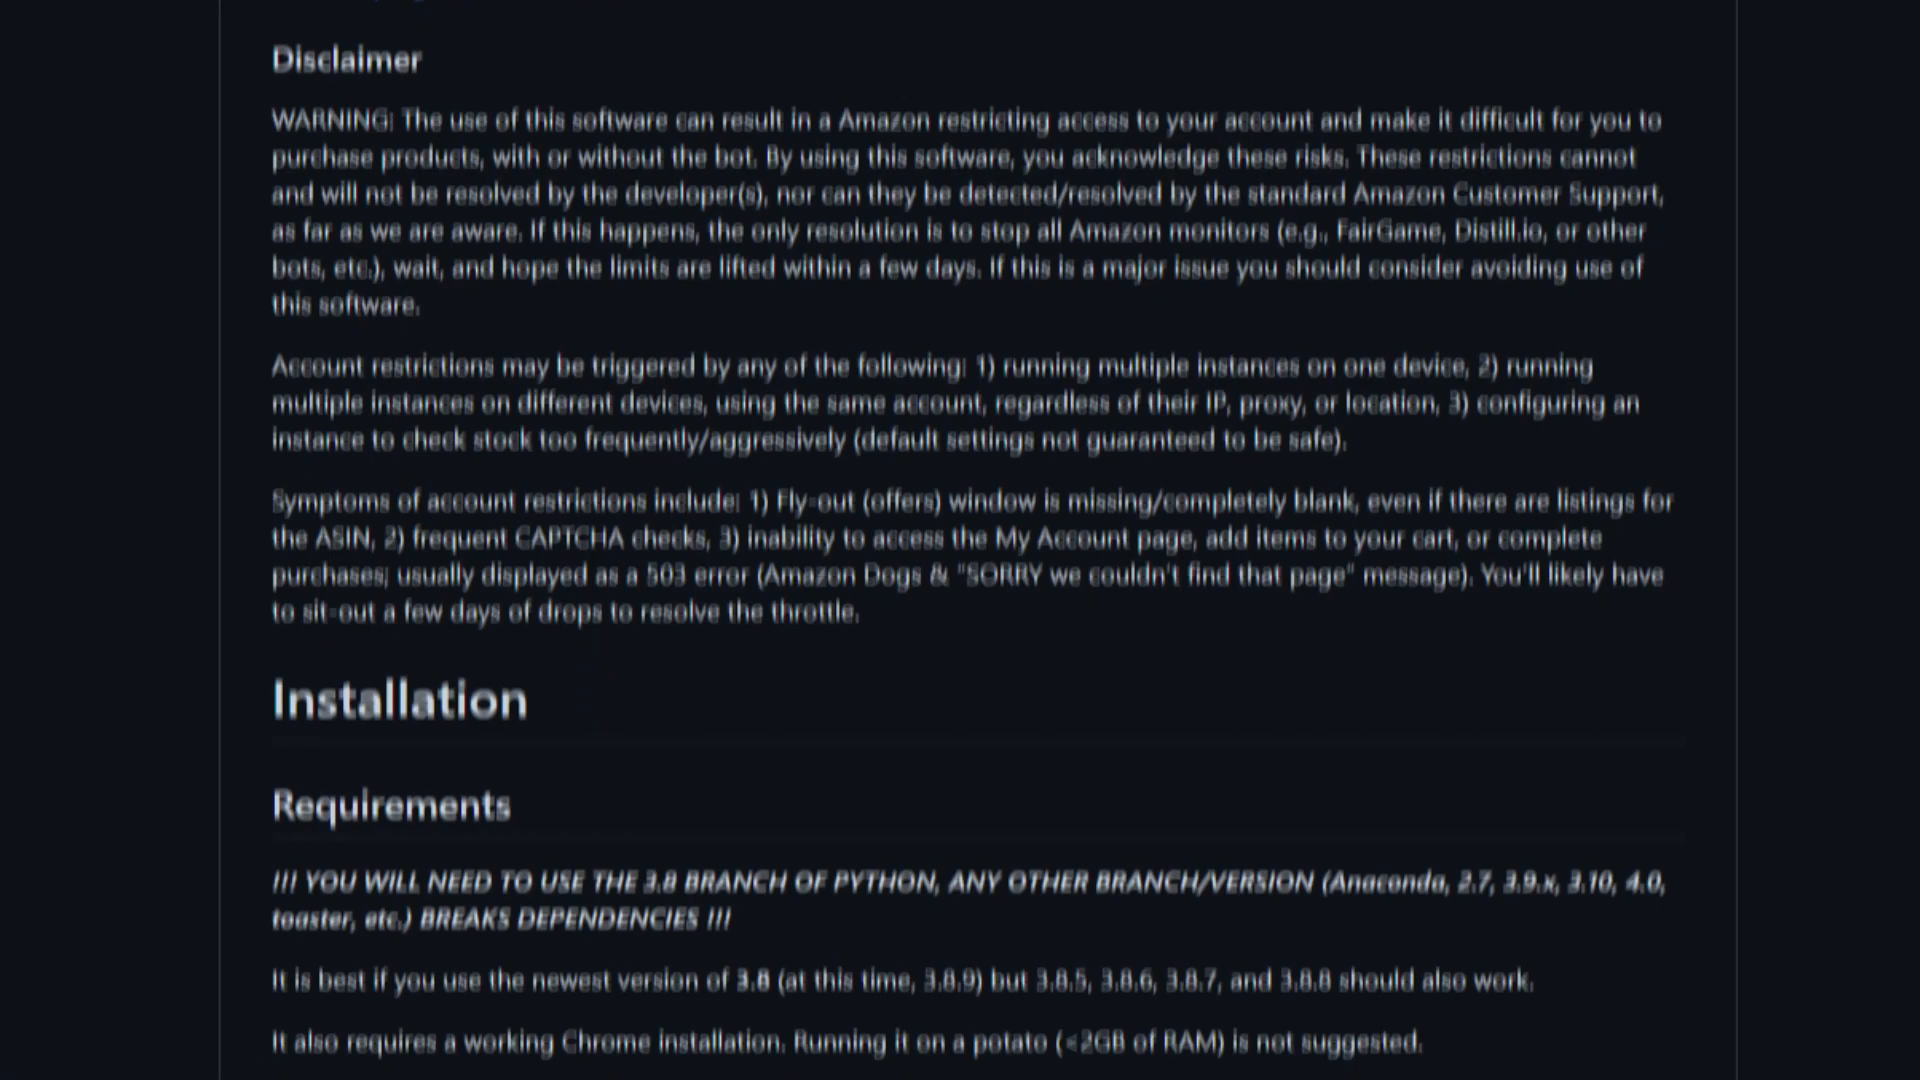 Disclaimer
WARNING: The use of this software can result in a Amazon restricting access to your account and make it difficult for you to
purchase products, with or without the bot. By using this software, you acknowledge these risks. These restrictions cannot
and will not be resolved by the developer(s), nor can they be detected/resolved by the standard Amazon Customer Support,
as far as we are aware. If this happens, the only resolution is to stop all Amazon monitors (e.g., FairGame, Distill.io, or other
bots, etc.), wait, and hope the limits are lifted within a few days. If this is a major issue you should consider avoiding use of
this software.
Account restrictions may be triggered by any of the following: 1) running multiple instances on one device, 2) running
multiple instances on different devices, using the same account, regardless of their IP, proxy, or location, 3) configuring an
instance to check stock too frequently/aggressively (default settings not guaranteed to be safe).
Symptoms of account restrictions include: 1) Fly-out (offers) window is missing/completely blank, even if there are listings for
the ASIN, 2) frequent CAPTCHA checks, 3) inability to access the My Account page, add items to your cart, or complete
purchases; usually displayed as a 503 error (Amazon Dogs & "SORRY we couldn't find that page" message). You'll likely have
to sit-out a few days of drops to resolve the throttle.
Installation
Requirements
!!! YOU WILL NEED TO USE THE 3.8 BRANCH OF PYTHON, ANY OTHER BRANCH/VERSION (Anaconda, 2.7, 3.9.x, 3.10, 4.0,
toaster, etc.) BREAKS DEPENDENCIES !!!
It is best if you use the newest version of 3.8 (at this time, 3.8.9) but 3.8.5, 3.8.6, 3.8.7, and 3.8.8 should also work.
It also requires a working Chrome installation. Running it on a potato (<2GB of RAM) is not suggested.